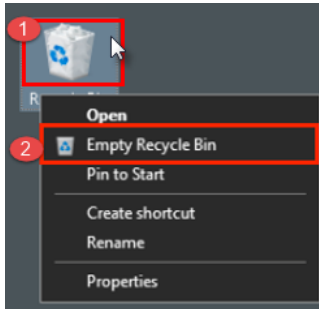 1
R
Open
2
Empty Recycle Bin
Pin to Start
Create shortcut
Rename
Properties